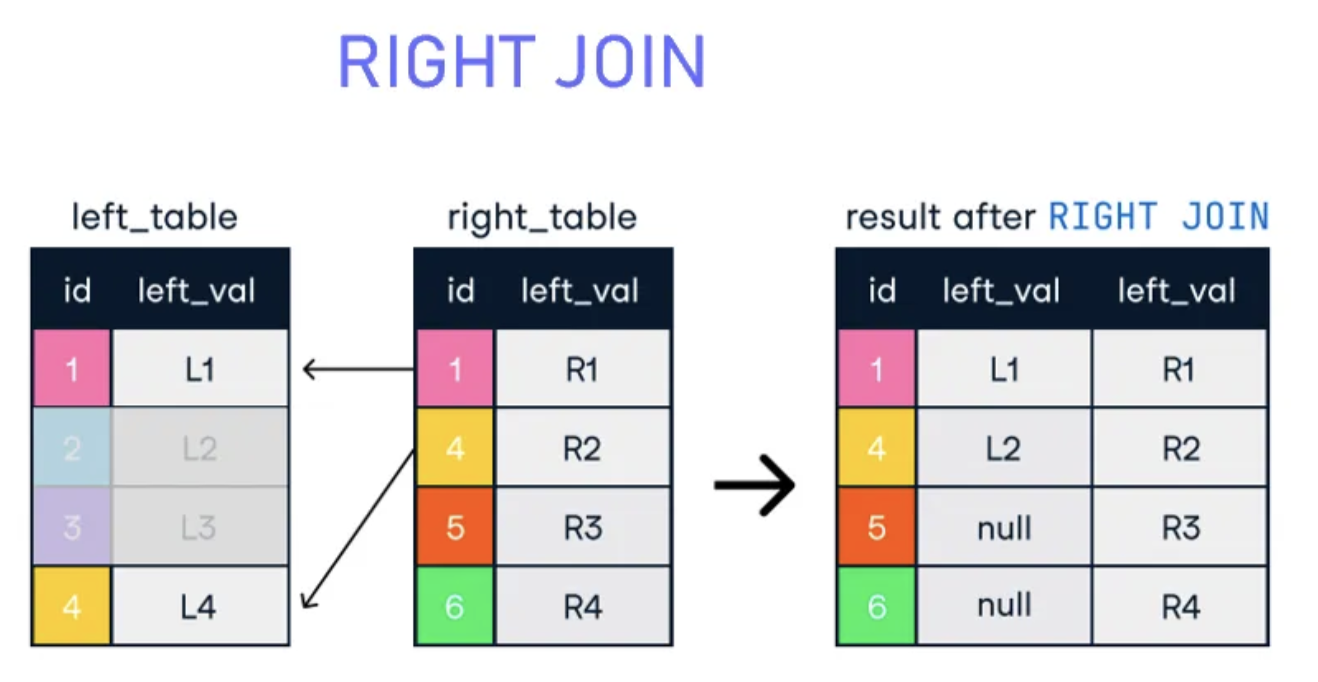 RIGHT JOIN
left_table
id left_val
1 L1
2 L2
3 L3
4 L4
right_table
id left_val
1 R1
4 R2
5 R3
6 R4
result after RIGHT JOIN
id left_val left_val
1 L1 R1
4 L2 R2
5 null R3
6 null R4